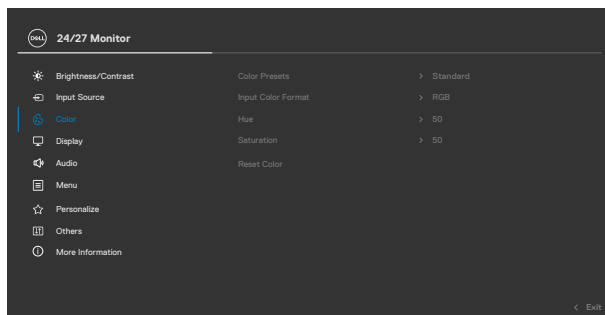 DELL 24/27 Monitor
Brightness/Contrast Color Presets > Standard
Input Source Input Color Format > RGB
Color Hue > 50
Display Saturation > 50
Audio Reset Color
Menu
Personalize
Others
More Information
< Exit